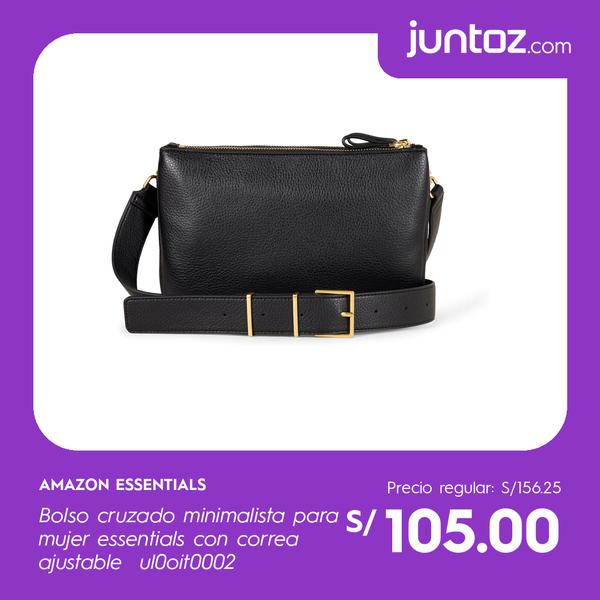 juntoz.com
AMAZON ESSENTIALS
Bolso cruzado minimalista para
mujer essentials con correa
ajustable ul0oit0002
Precio regular: S/156.25
S/ 105.00